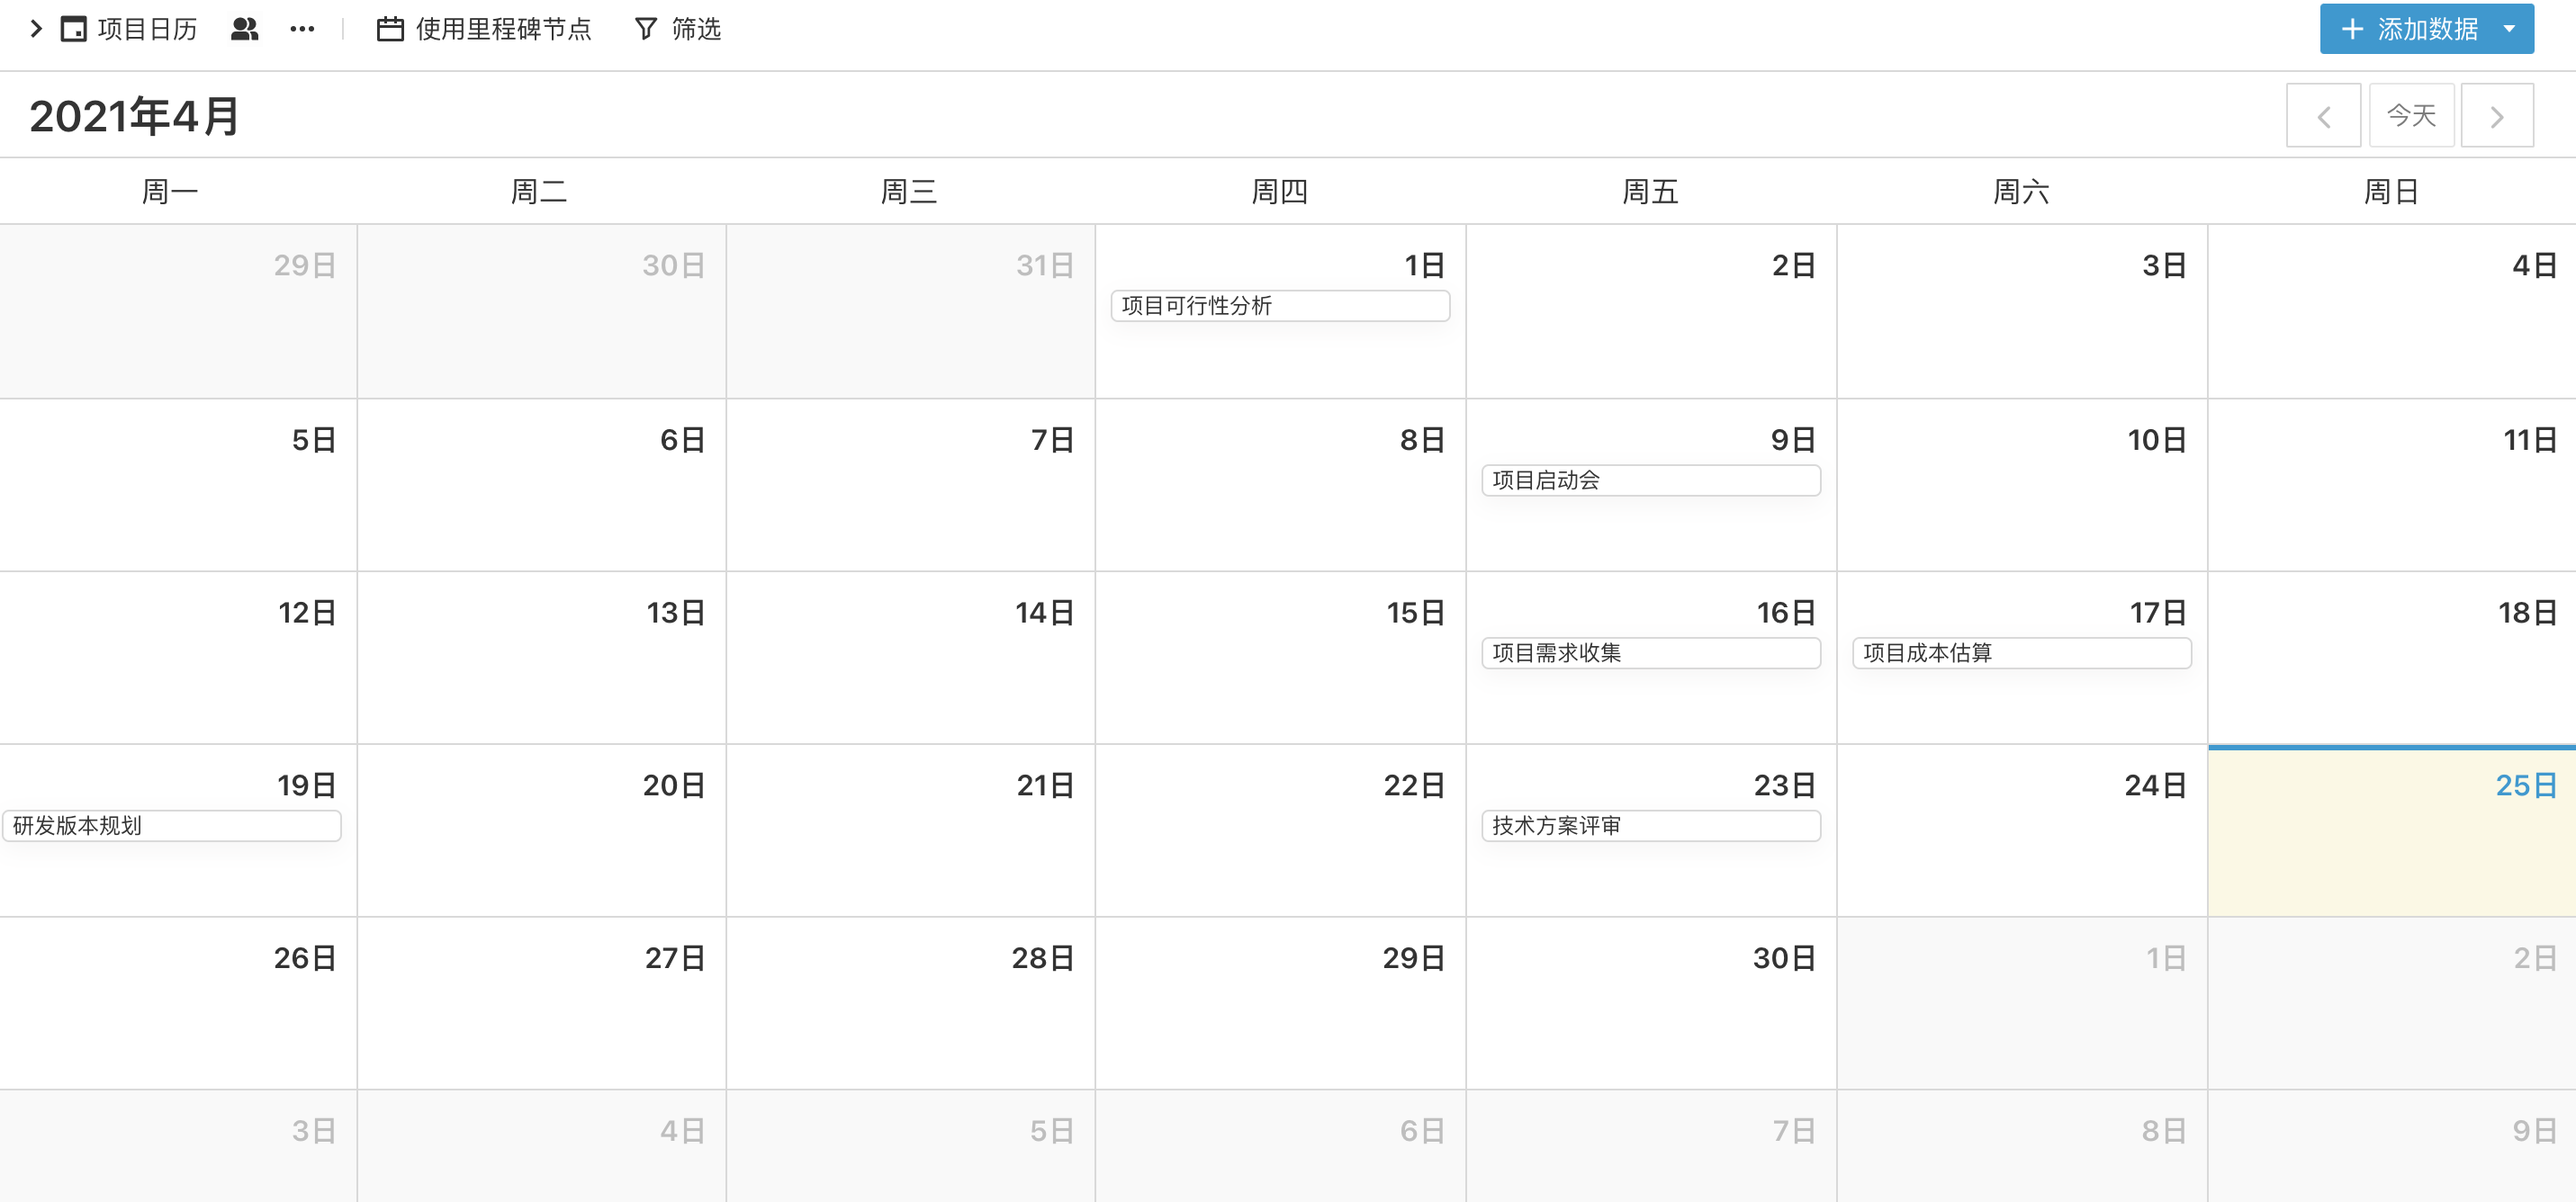 项目日历 使用里程碑节点 筛选 添加数据
2021年4月 今天
周一 周二 周三 周四 周五 周六 周日
29日 30日 31日 1日 2日 3日 4日
项目可行性分析
5日 6日 7日 8日 9日 10日 11日
项目启动会
12日 13日 14日 15日 16日 17日 18日
项目需求收集 项目成本估算
19日 20日 21日 22日 23日 24日 25日
研发版本规划 技术方案评审
26日 27日 28日 29日 30日 1日 2日
3日 4日 5日 6日 7日 8日 9日